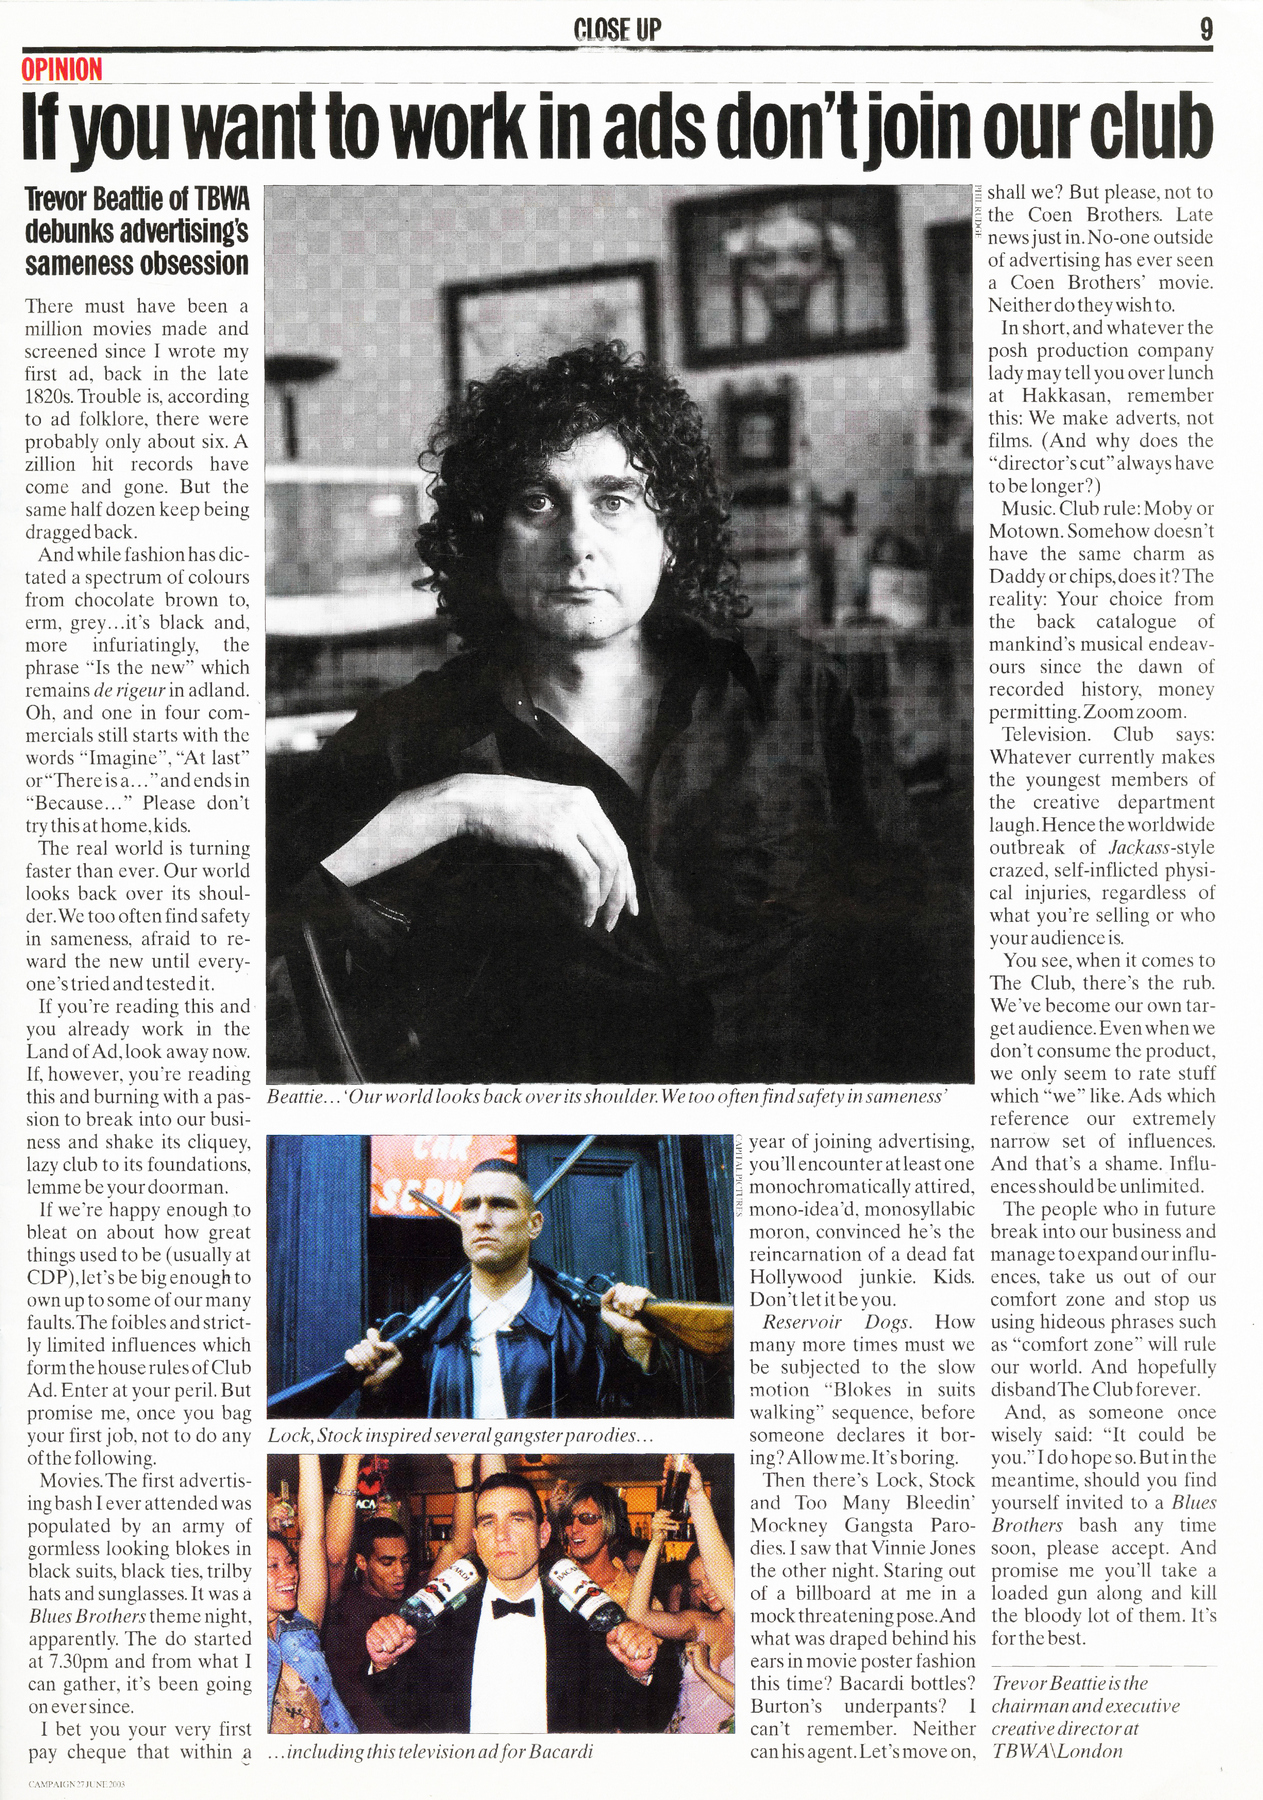 CLOSE UP
9
OPINION
If you want to work in ads don't join our club
Trevor Beattie of TBWA
debunks advertising's
sameness obsession
There must have been a
million movies made and
screened since I wrote my
first ad, back in the late
1820s. Trouble is, according
to ad folklore, there were
probably only about six. A
zillion hit records have
come and gone. But the
same half dozen keep being
dragged back.
And while fashion has dic-
tated a spectrum of colours
from chocolate brown to,
erm, grey…it's black and,
more infuriatingly, the
phrase “Is the new” which
remains de rigeur in adland.
Oh, and one in four com-
mercials still starts with the
words “Imagine”, “At last”
or “There is a…” and ends in
“Because…” Please don't
try this at home, kids.
The real world is turning
faster than ever. Our world
looks back over its shoul-
der. We too often find safety
in sameness, afraid to re-
ward the new until every-
one's tried and tested it.
If you're reading this and
you already work in the
Land of Ad, look away now.
If, however, you're reading
this and burning with a pas-
sion to break into our busi-
ness and shake its cliquey,
lazy club to its foundations,
lemme be your doorman.
If we're happy enough to
bleat on about how great
things used to be (usually at
CDP), let's be big enough to
own up to some of our many
faults. The foibles and strict-
ly limited influences which
form the house rules of Club
Ad. Enter at your peril. But
promise me, once you bag
your first job, not to do any
of the following.
Movies. The first advertis-
ing bash I ever attended was
populated by an army of
gormless looking blokes in
black suits, black ties, trilby
hats and sunglasses. It was a
Blues Brothers theme night,
apparently. The do started
at 7.30pm and from what I
can gather, it's been going
on ever since.
I bet you your very first
pay cheque that within a
PHIL RUDGE
Beattie… ‘Our world looks back over its shoulder. We too often find safety in sameness’
CAR
SERV
CAPITAL PICTURES
Lock, Stock inspired several gangster parodies…
BACARDI
BACARDI
…including this television ad for Bacardi
year of joining advertising,
you'll encounter at least one
monochromatically attired,
mono-idea'd, monosyllabic
moron, convinced he's the
reincarnation of a dead fat
Hollywood junkie. Kids.
Don't let it be you.
Reservoir Dogs. How
many more times must we
be subjected to the slow
motion “Blokes in suits
walking” sequence, before
someone declares it bor-
ing? Allow me. It's boring.
Then there's Lock, Stock
and Too Many Bleedin'
Mockney Gangsta Paro-
dies. I saw that Vinnie Jones
the other night. Staring out
of a billboard at me in a
mock threatening pose. And
what was draped behind his
ears in movie poster fashion
this time? Bacardi bottles?
Burton's underpants? I
can't remember. Neither
can his agent. Let's move on,
shall we? But please, not to
the Coen Brothers. Late
news just in. No-one outside
of advertising has ever seen
a Coen Brothers' movie.
Neither do they wish to.
In short, and whatever the
posh production company
lady may tell you over lunch
at Hakkasan, remember
this: We make adverts, not
films. (And why does the
“director's cut” always have
to be longer?)
Music. Club rule: Moby or
Motown. Somehow doesn't
have the same charm as
Daddy or chips, does it? The
reality: Your choice from
the back catalogue of
mankind's musical endeav-
ours since the dawn of
recorded history, money
permitting. Zoom zoom.
Television. Club says:
Whatever currently makes
the youngest members of
the creative department
laugh. Hence the worldwide
outbreak of Jackass-style
crazed, self-inflicted physi-
cal injuries, regardless of
what you're selling or who
your audience is.
You see, when it comes to
The Club, there's the rub.
We've become our own tar-
get audience. Even when we
don't consume the product,
we only seem to rate stuff
which “we” like. Ads which
reference our extremely
narrow set of influences.
And that's a shame. Influ-
ences should be unlimited.
The people who in future
break into our business and
manage to expand our influ-
ences, take us out of our
comfort zone and stop us
using hideous phrases such
as “comfort zone” will rule
our world. And hopefully
disband The Club forever.
And, as someone once
wisely said: “It could be
you.” I do hope so. But in the
meantime, should you find
yourself invited to a Blues
Brothers bash any time
soon, please accept. And
promise me you'll take a
loaded gun along and kill
the bloody lot of them. It's
for the best.
Trevor Beattie is the
chairman and executive
creative director at
TBWA\London
CAMPAIGN 27 JUNE 2003